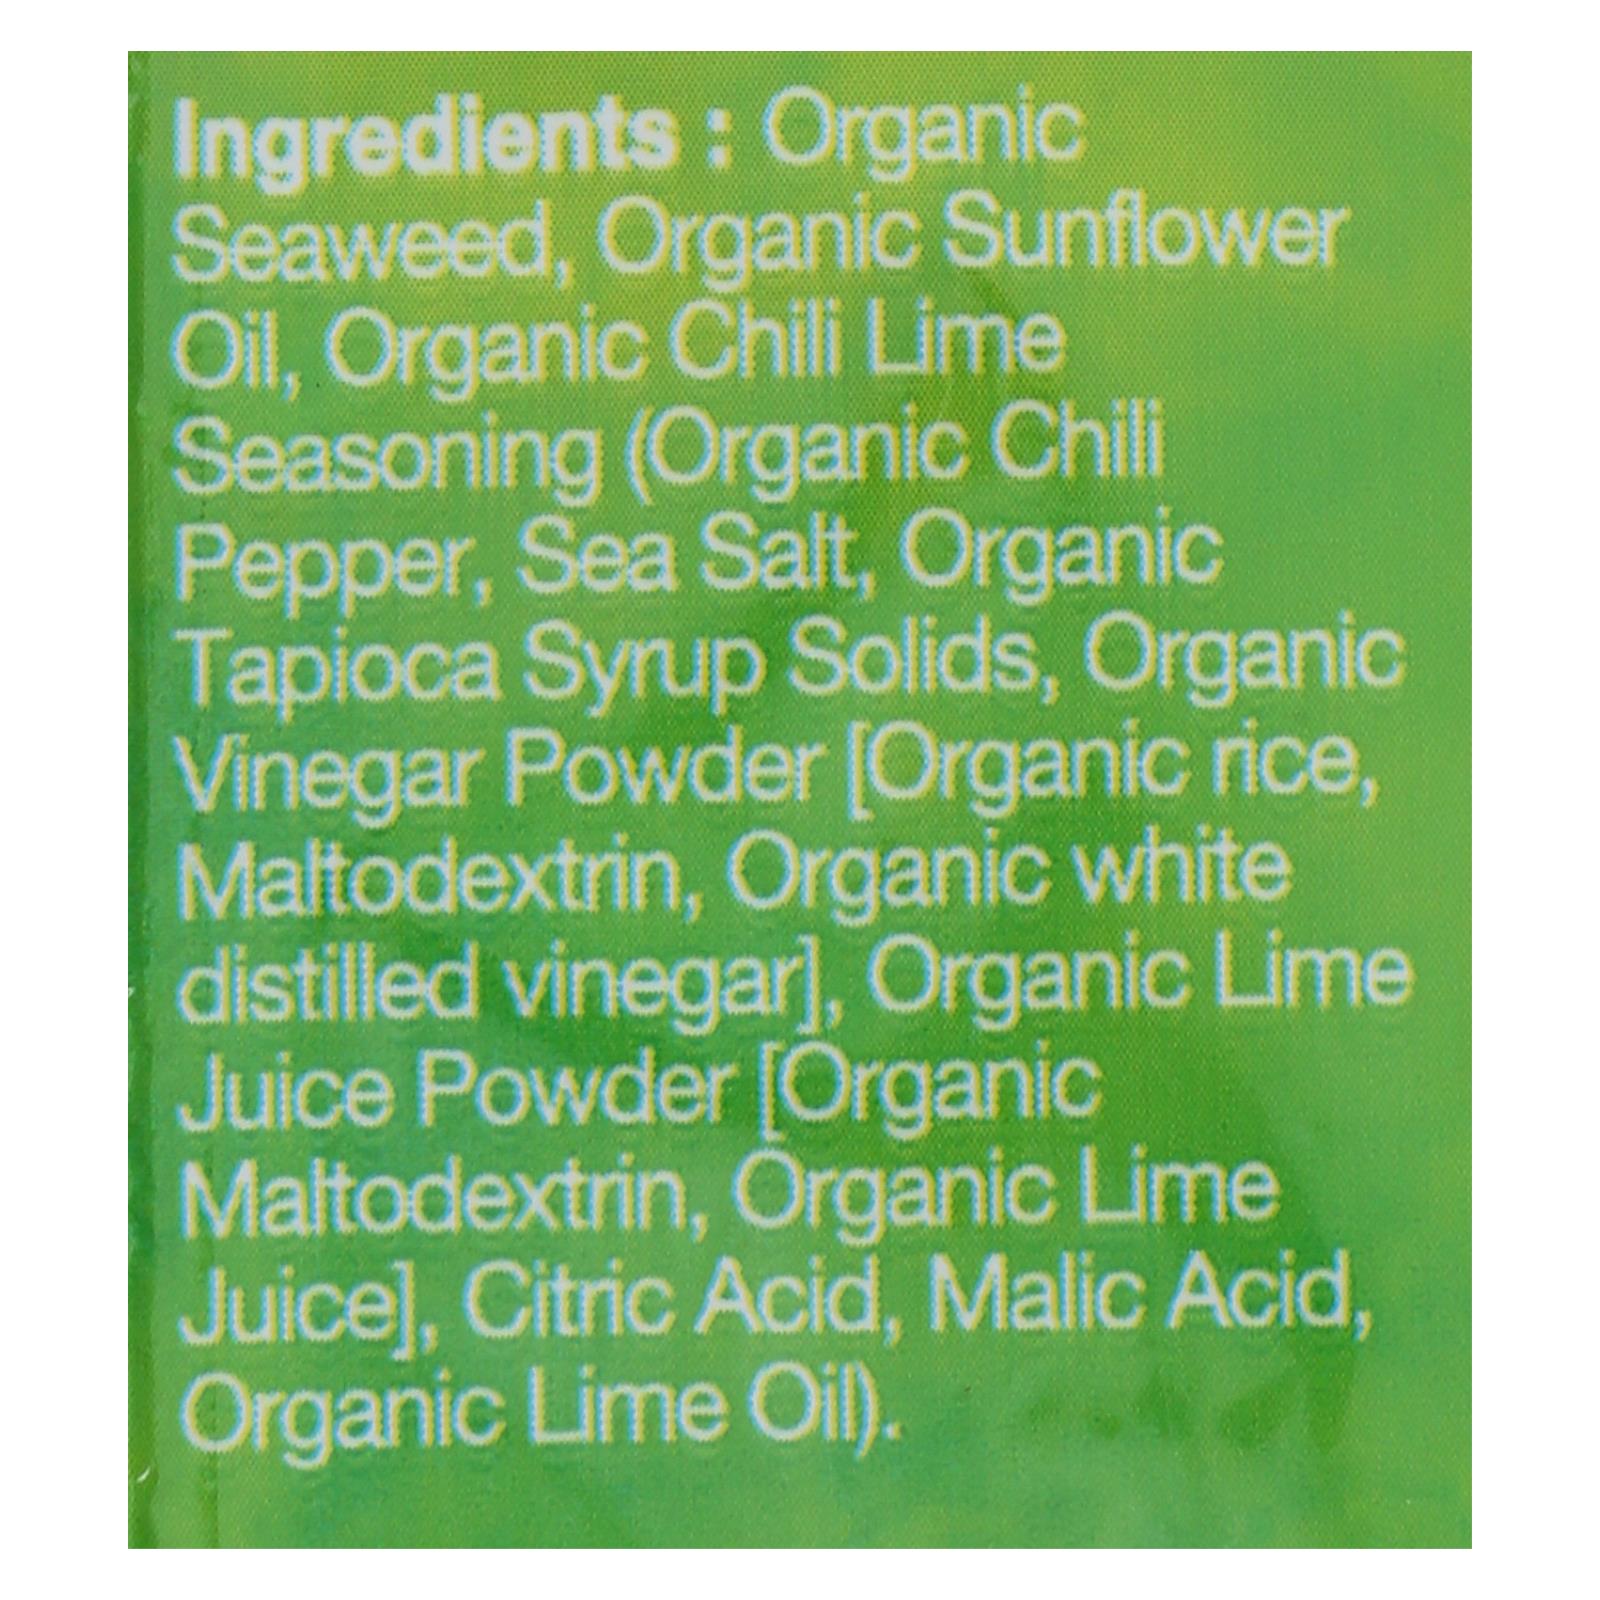 Ingredients : Organic
Seaweed, Organic Sunflower
Oil, Organic Chili Lime
Seasoning (Organic Chili
Pepper, Sea Salt, Organic
Tapioca Syrup Solids, Organic
Vinegar Powder [Organic rice,
Maltodextrin, Organic white
distilled vinegar], Organic Lime
Juice Powder [Organic
Maltodextrin, Organic Lime
Juice], Citric Acid, Malic Acid,
Organic Lime Oil).